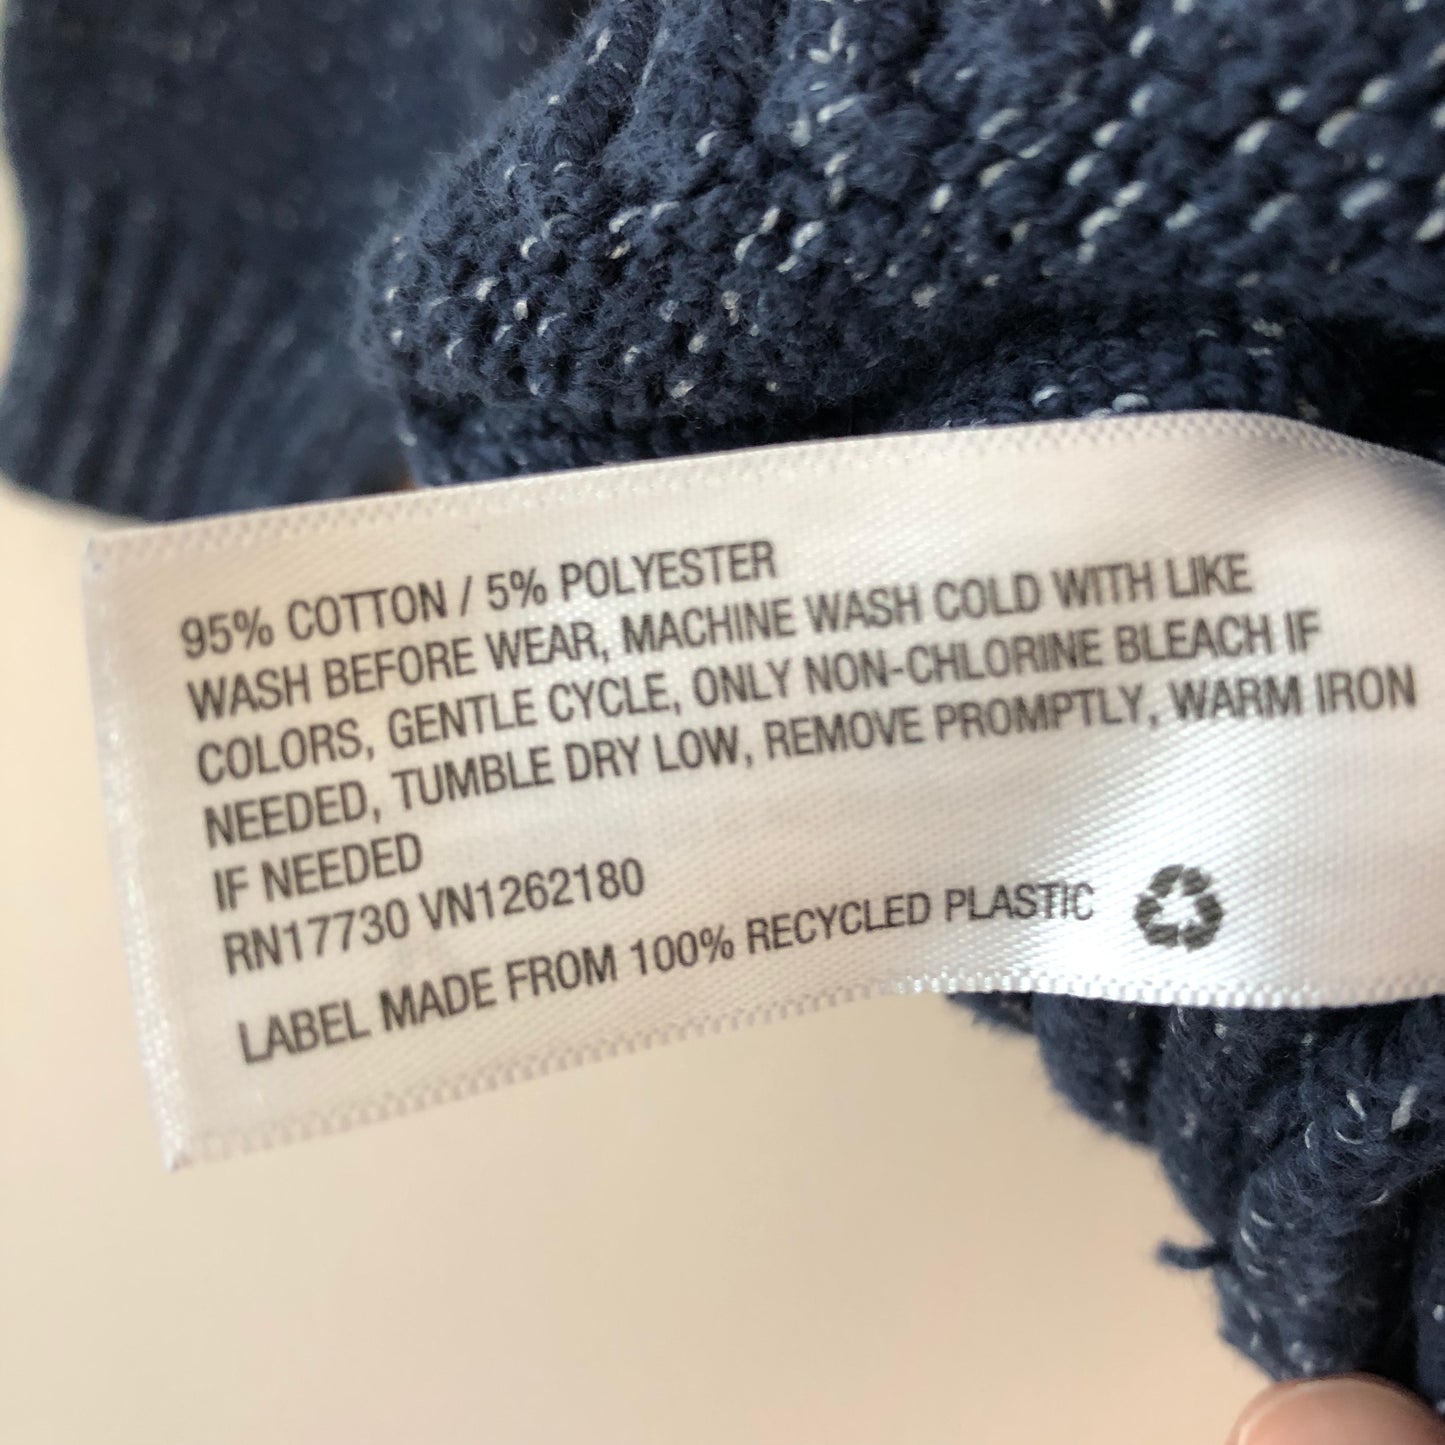 95% COTTON / 5% POLYESTER
WASH BEFORE WEAR, MACHINE WASH COLD WITH LIKE
COLORS, GENTLE CYCLE, ONLY NON-CHLORINE BLEACH IF
NEEDED, TUMBLE DRY LOW, REMOVE PROMPTLY, WARM IRON
IF NEEDED
RN17730 VN1262180
LABEL MADE FROM 100% RECYCLED PLASTIC